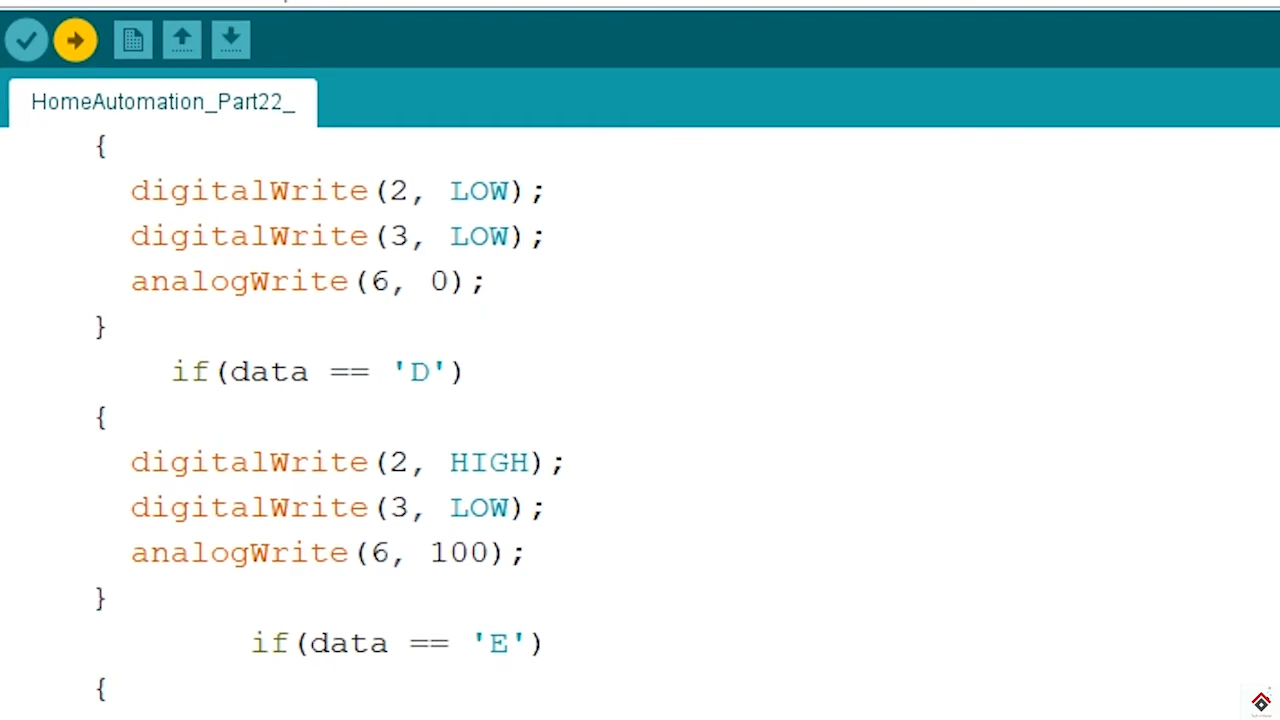 HomeAutomation_Part22_
{
digitalWrite(2, LOW);
digitalWrite(3, LOW);
analogWrite(6, 0);
}
if(data == 'D')
{
digitalWrite(2, HIGH);
digitalWrite(3, LOW);
analogWrite(6, 100);
}
if(data == 'E')
{